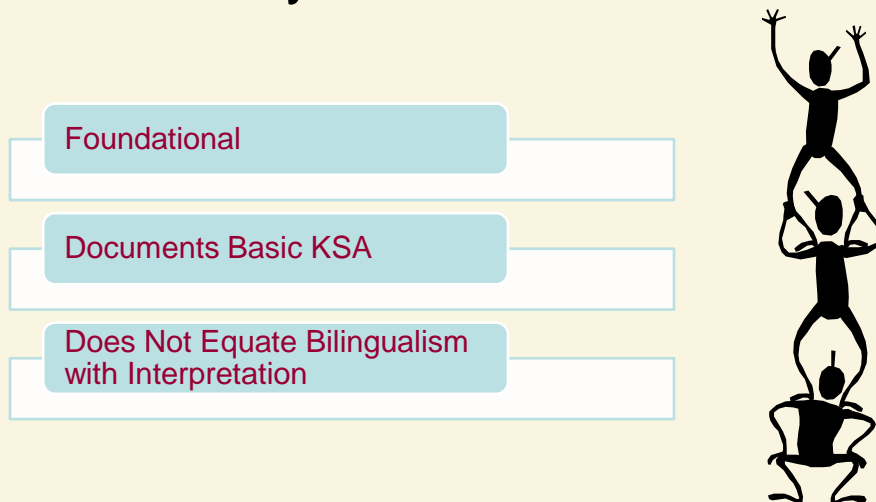 Foundational
Documents Basic KSA
Does Not Equate Bilingualism
with Interpretation